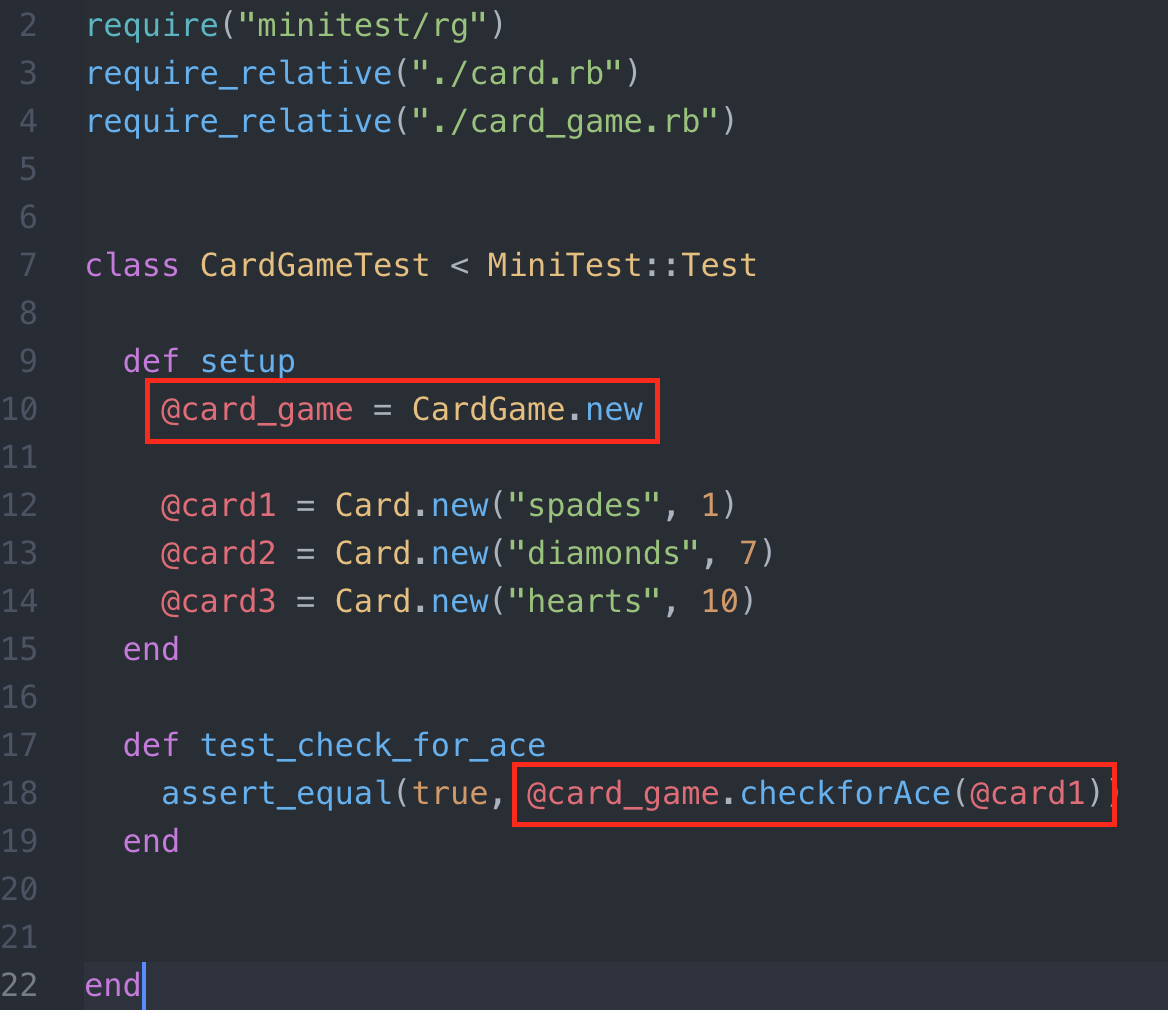 2 require("minitest/rg")
3 require_relative("./card.rb")
4 require_relative("./card_game.rb")
5
6
7 class CardGameTest < MiniTest::Test
8
9 def setup
10 @card_game = CardGame.new
11
12 @card1 = Card.new("spades", 1)
13 @card2 = Card.new("diamonds", 7)
14 @card3 = Card.new("hearts", 10)
15 end
16
17 def test_check_for_ace
18 assert_equal(true, @card_game.checkforAce(@card1))
19 end
20
21
22 end